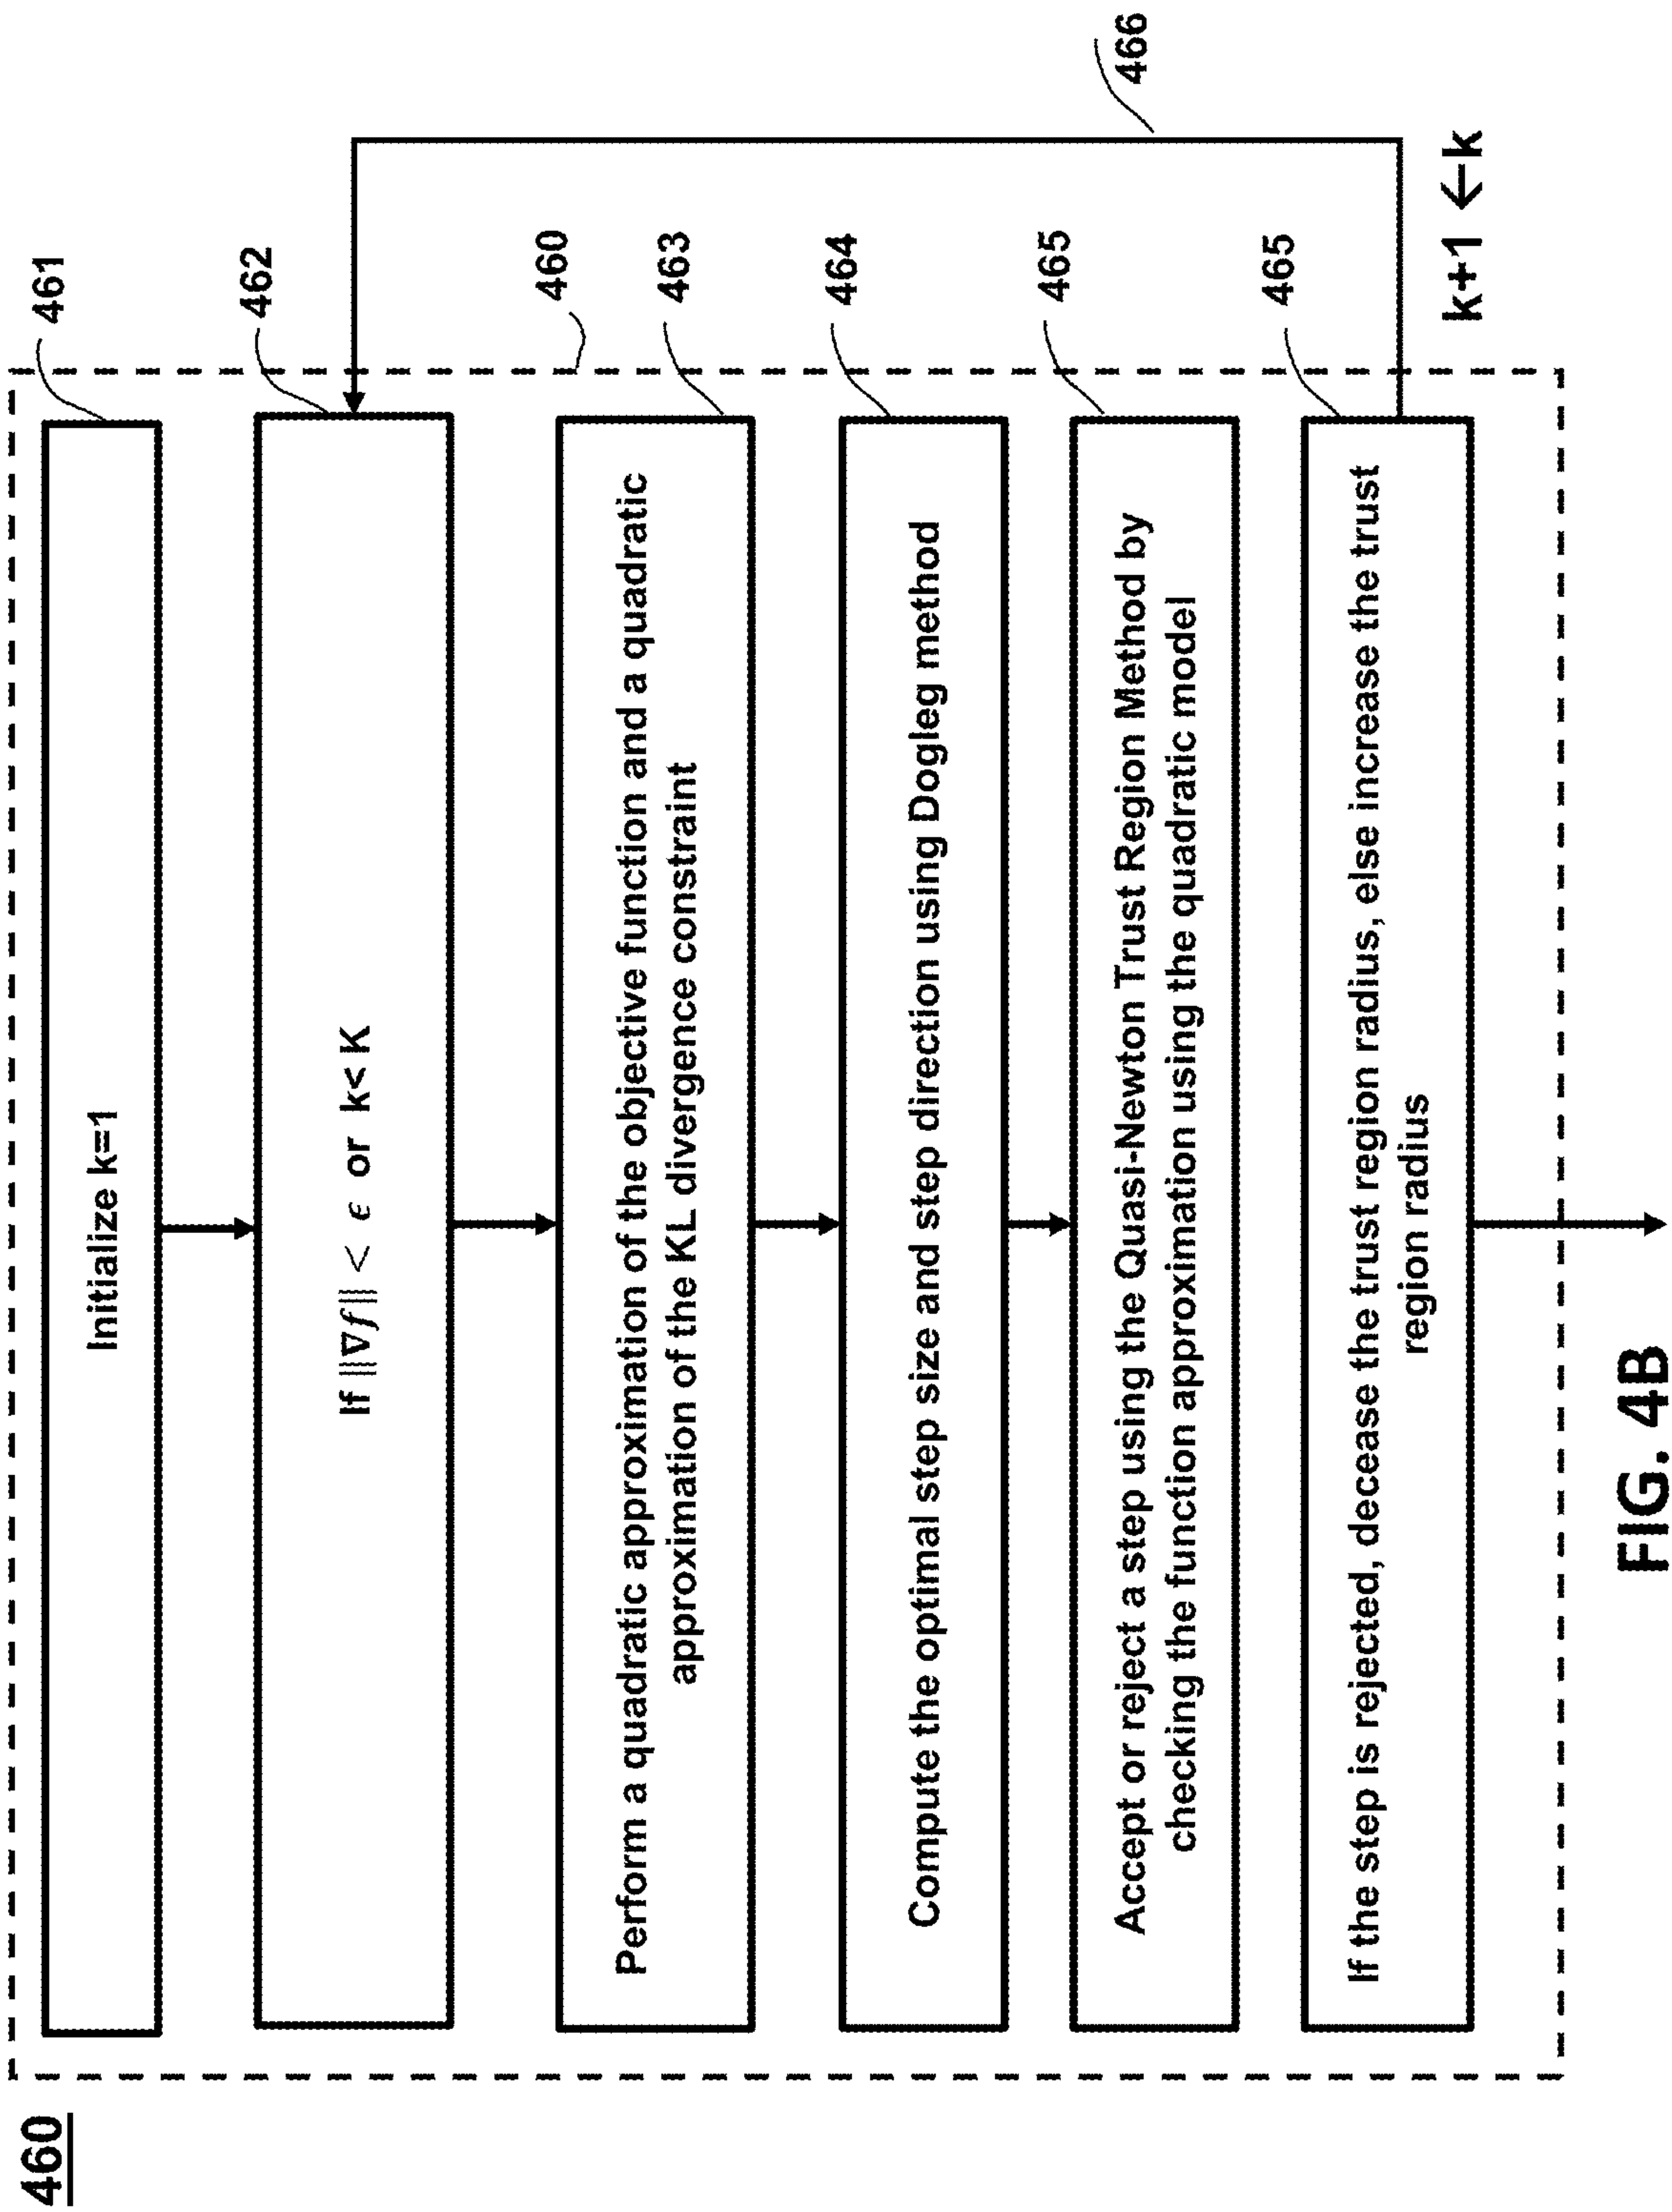 460
461
Initialize k=1
462
If |||∇f||| < ϵ or k< K
460
463
Perform a quadratic approximation of the objective function and a quadratic
approximation of the KL divergence constraint
464
Compute the optimal step size and step direction using Dogleg method
465
Accept or reject a step using the Quasi-Newton Trust Region Method by
checking the function approximation using the quadratic model
465
If the step is rejected, decease the trust region radius, else increase the trust
region radius
466
k+1 ←k
FIG. 4B